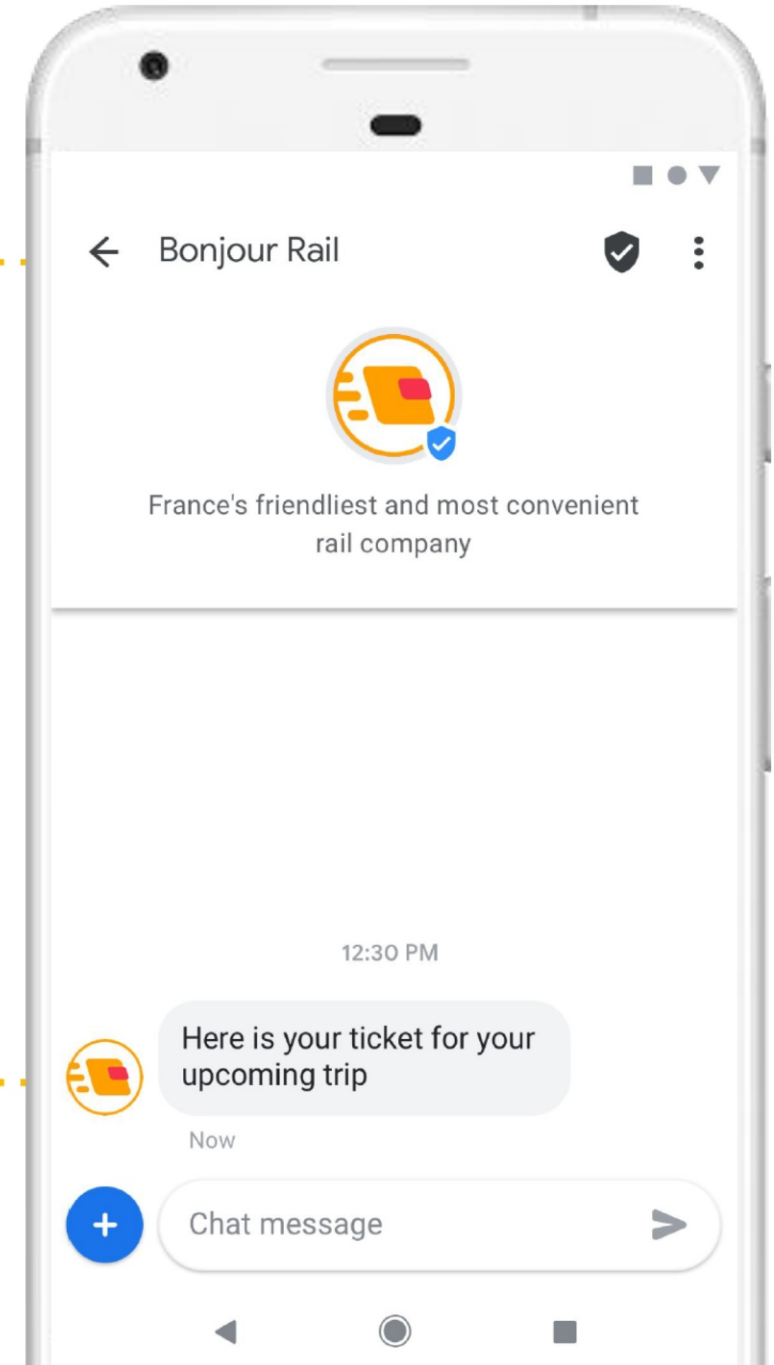 Bonjour Rail
France's friendliest and most convenient
rail company
12:30 PM
Here is your ticket for your
upcoming trip
Now
Chat message